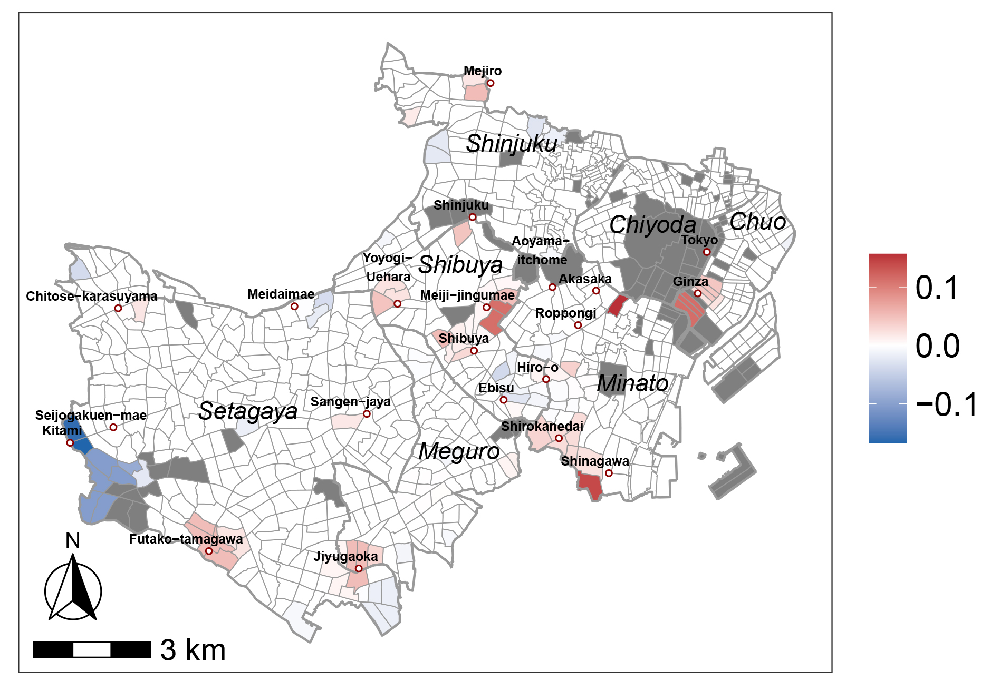 Mejiro
Shinjuku
Shinjuku
Chiyoda
Chuo
Tokyo
Aoyama−
itchome
Yoyogi−
Uehara
Shibuya
Akasaka
Ginza
Chitose−karasuyama
Meidaimae
Meiji−jingumae
Roppongi
Shibuya
Hiro−o
Ebisu
Minato
Sangen−jaya
Setagaya
Seijogakuen−mae
Kitami
Shirokanedai
Meguro
Shinagawa
Futako−tamagawa
Jiyugaoka
N
3 km
0.1
0.0
−0.1